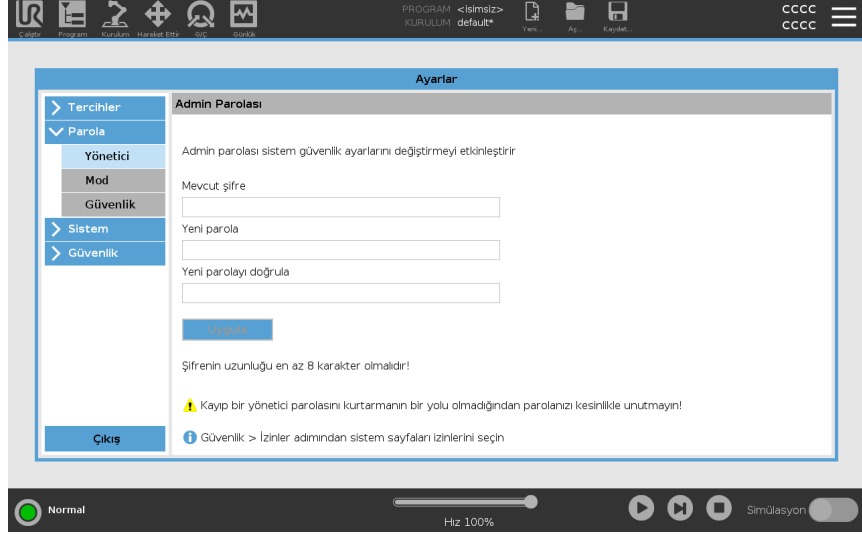 UR
PROGRAM <isimsiz>
KURULUM default*
CCCC
CCCC
Çalıştır Program Kurulum Hareket Ettir G/Ç Günlük
Yeni... Aç... Kaydet...
Ayarlar
Tercihler
Parola
Yönetici
Mod
Güvenlik
Sistem
Güvenlik
Çıkış
Admin Parolası
Admin parolası sistem güvenlik ayarlarını değiştirmeyi etkinleştirir
Mevcut şifre
Yeni parola
Yeni parolayı doğrula
Uygula
Şifrenin uzunluğu en az 8 karakter olmalıdır!
Kayıp bir yönetici parolasını kurtarmanın bir yolu olmadığından parolanızı kesinlikle unutmayın!
Güvenlik > İzinler adımından sistem sayfaları izinlerini seçin
Normal
Hız 100%
Simülasyon